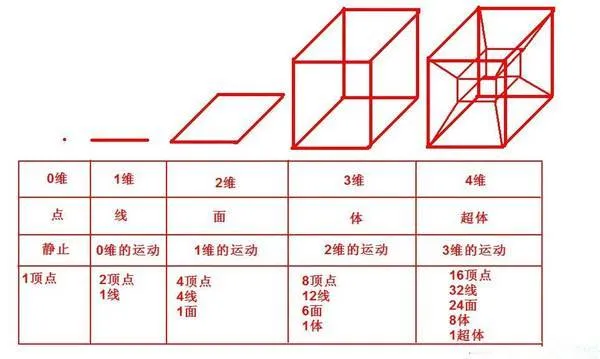 0维 1维 2维 3维 4维
点 线 面 体 超体
静止 0维的运动 1维的运动 2维的运动 3维的运动
1顶点 2顶点 4顶点 8顶点 16顶点
1线 4线 12线 32线
1面 6面 24面
1体 8体
1超体